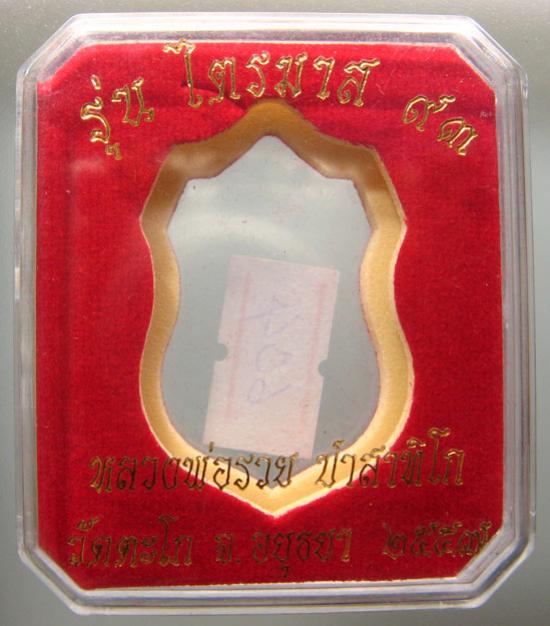 รุ่น ไตรมาส ๙๓
หลวงพ่อรวย ปาสาทิโก
วัดตะโก จ. อยุธยา ๒๕๕๗